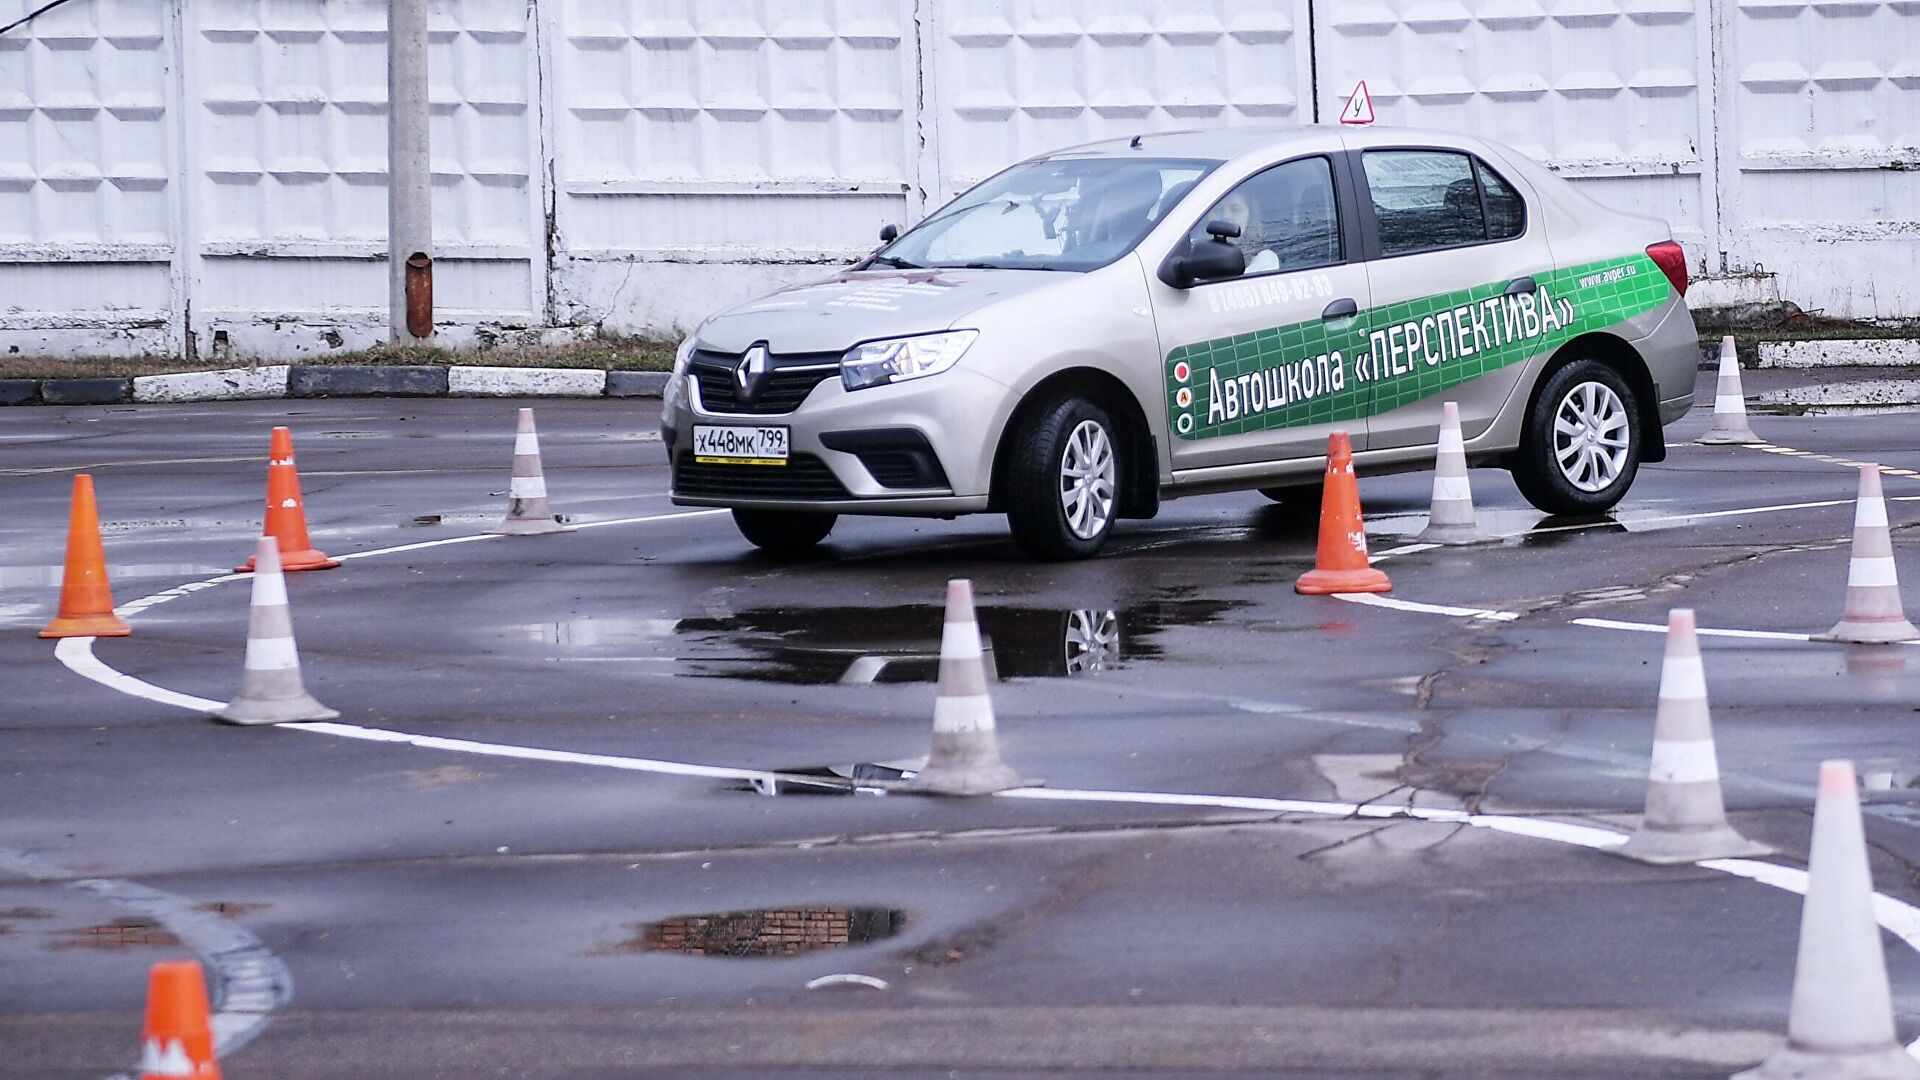 У
8 (495) 649-82-83
www.avper.ru
Автошкола «ПЕРСПЕКТИВА»
А
Х448МК 799
RUS